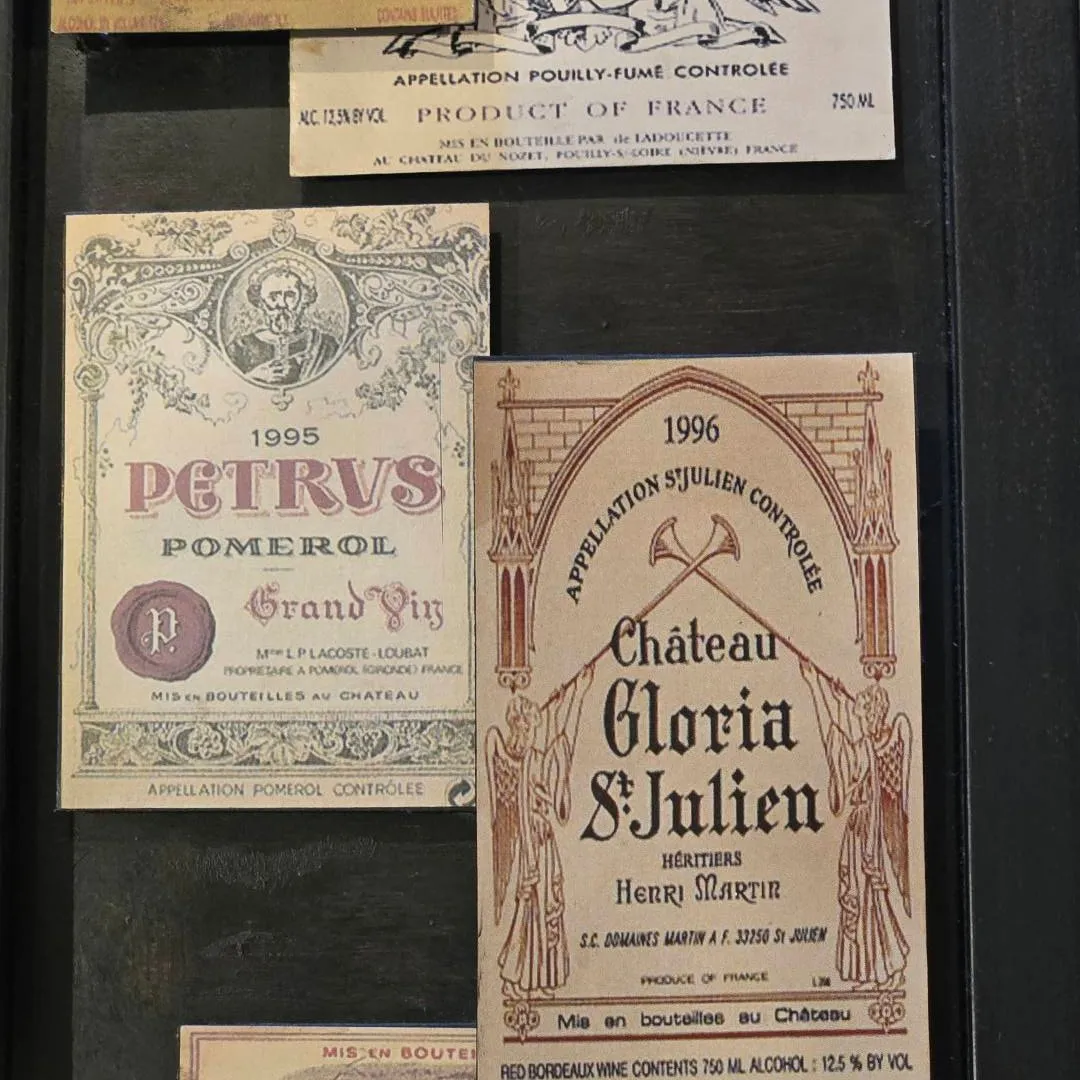 CONTAINS SULFITES
APPELLATION POUILLY-FUMÉ CONTROLÉE
ALC. 12,5% BY VOL.
PRODUCT OF FRANCE
750 ML
MIS EN BOUTEILLE PAR de LADOUCETTE
AU CHATEAU DU NOZET, POUILLY-S/-LOIRE (NIÈVRE) FRANCE
1995
PETRVS
POMEROL
Grand Vin
P.
Mme L.P. LACOSTE-LOUBAT
PROPRIETAIRE A POMEROL (GIRONDE) FRANCE
MIS EN BOUTEILLES AU CHATEAU
APPELLATION POMEROL CONTRÔLÉE
1996
APPELLATION St JULIEN CONTROLÉE
Château
Gloria
St. Julien
HÉRITIERS
HENRI MARTIN
S.C. DOMAINES MARTIN A F. 33250 St JULIEN
PRODUCE OF FRANCE
Mis en bouteilles au Château
RED BORDEAUX WINE CONTENTS 750 ML ALCOHOL : 12.5 % BY VOL
MIS EN BOUTEI